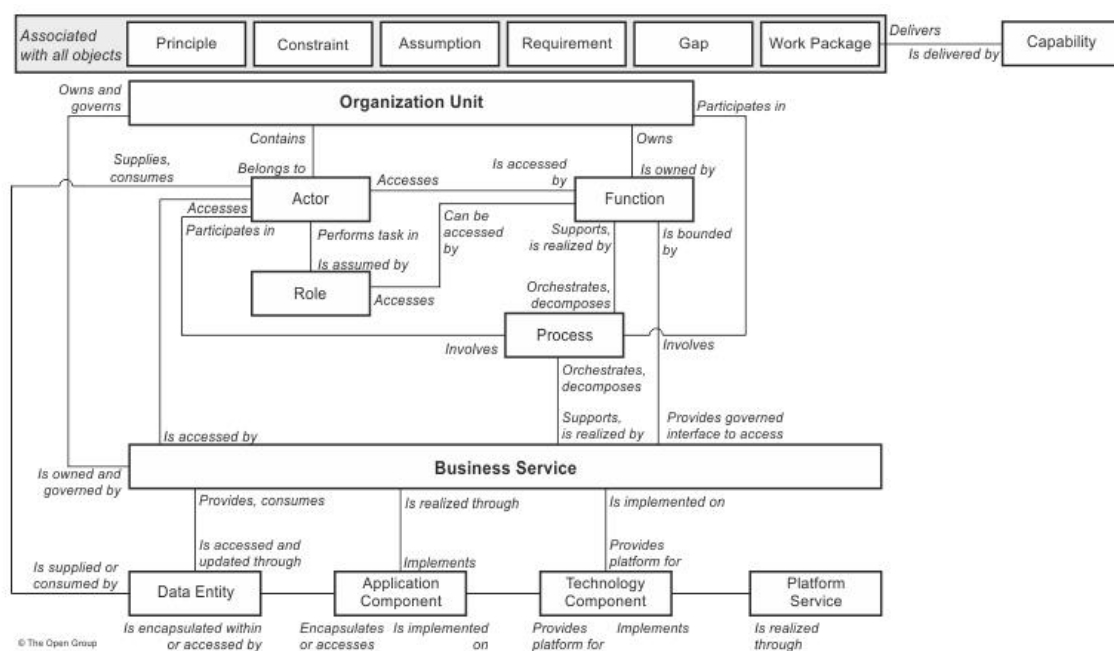 Associated
with all objects
Principle
Constraint
Assumption
Requirement
Gap
Work Package
Delivers
Is delivered by
Capability
Owns and
governs
Organization Unit
Participates in
Contains
Owns
Supplies,
consumes
Belongs to
Is accessed
by
Is owned by
Actor
Accesses
Function
Accesses
Participates in
Can be
accessed
by
Performs task in
Supports,
is realized by
Is bounded
by
Is assumed by
Role
Accesses
Orchestrates,
decomposes
Process
Involves
Involves
Orchestrates,
decomposes
Supports,
is realized by
Provides governed
interface to access
Is accessed by
Business Service
Is owned and
governed by
Provides, consumes
Is realized through
Is implemented on
Is accessed and
updated through
Implements
Provides
platform for
Is supplied or
consumed by
Data Entity
Application
Component
Technology
Component
Platform
Service
Is encapsulated within
or accessed by
Encapsulates
or accesses
Is implemented
on
Provides
platform for
Implements
Is realized
through
© The Open Group